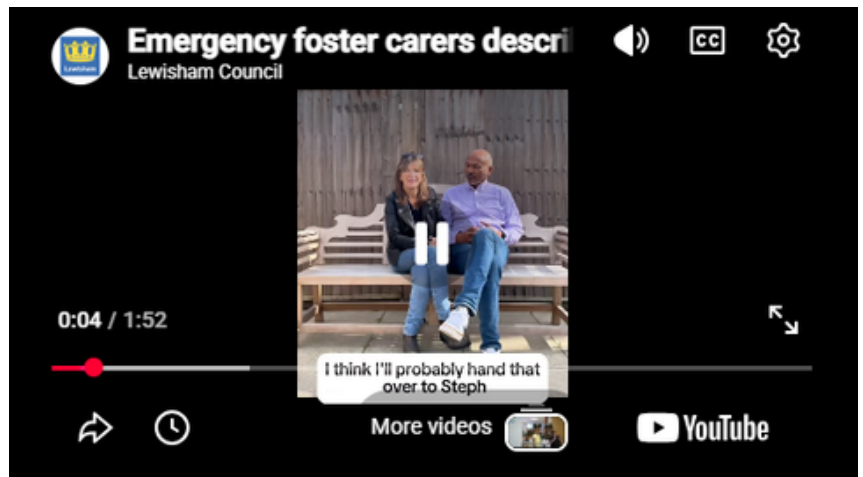 Emergency foster carers descri
Lewisham Council
CC
Lewisham
0:04 / 1:52
I think I'll probably hand that
over to Steph
More videos
YouTube